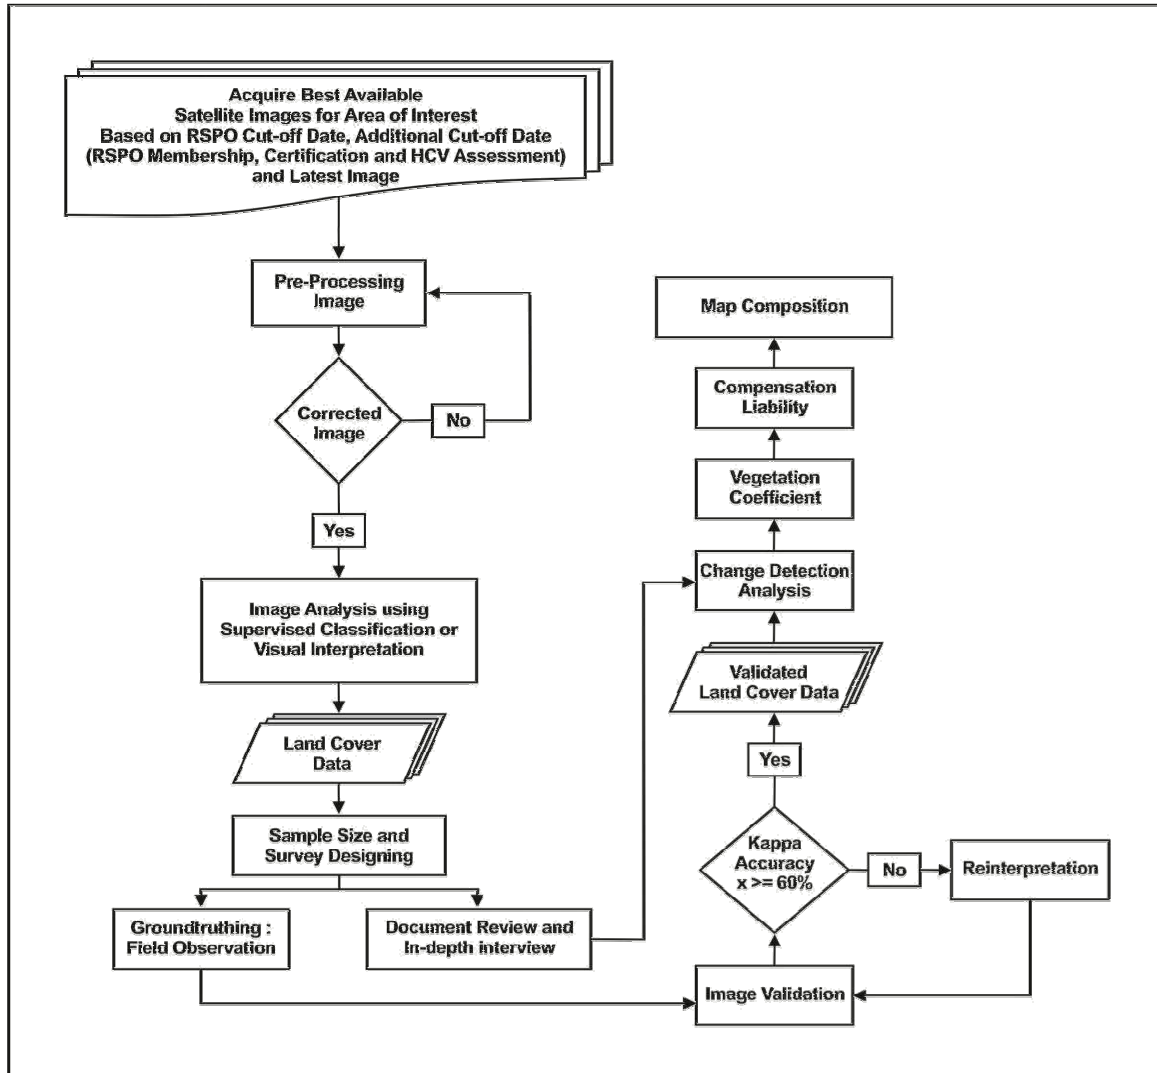 Acquire Best Available
Satellite Images for Area of Interest
Based on RSPO Cut-off Date, Additional Cut-off Date
(RSPO Membership, Certification and HCV Assessment)
and Latest Image
Pre-Processing
Image
Corrected
Image
No
Yes
Image Analysis using
Supervised Classification or
Visual Interpretation
Land Cover
Data
Sample Size and
Survey Designing
Groundtruthing :
Field Observation
Document Review and
In-depth interview
Map Composition
Compensation
Liability
Vegetation
Coefficient
Change Detection
Analysis
Validated
Land Cover Data
Yes
Kappa
Accuracy
x >= 60%
No
Reinterpretation
Image Validation